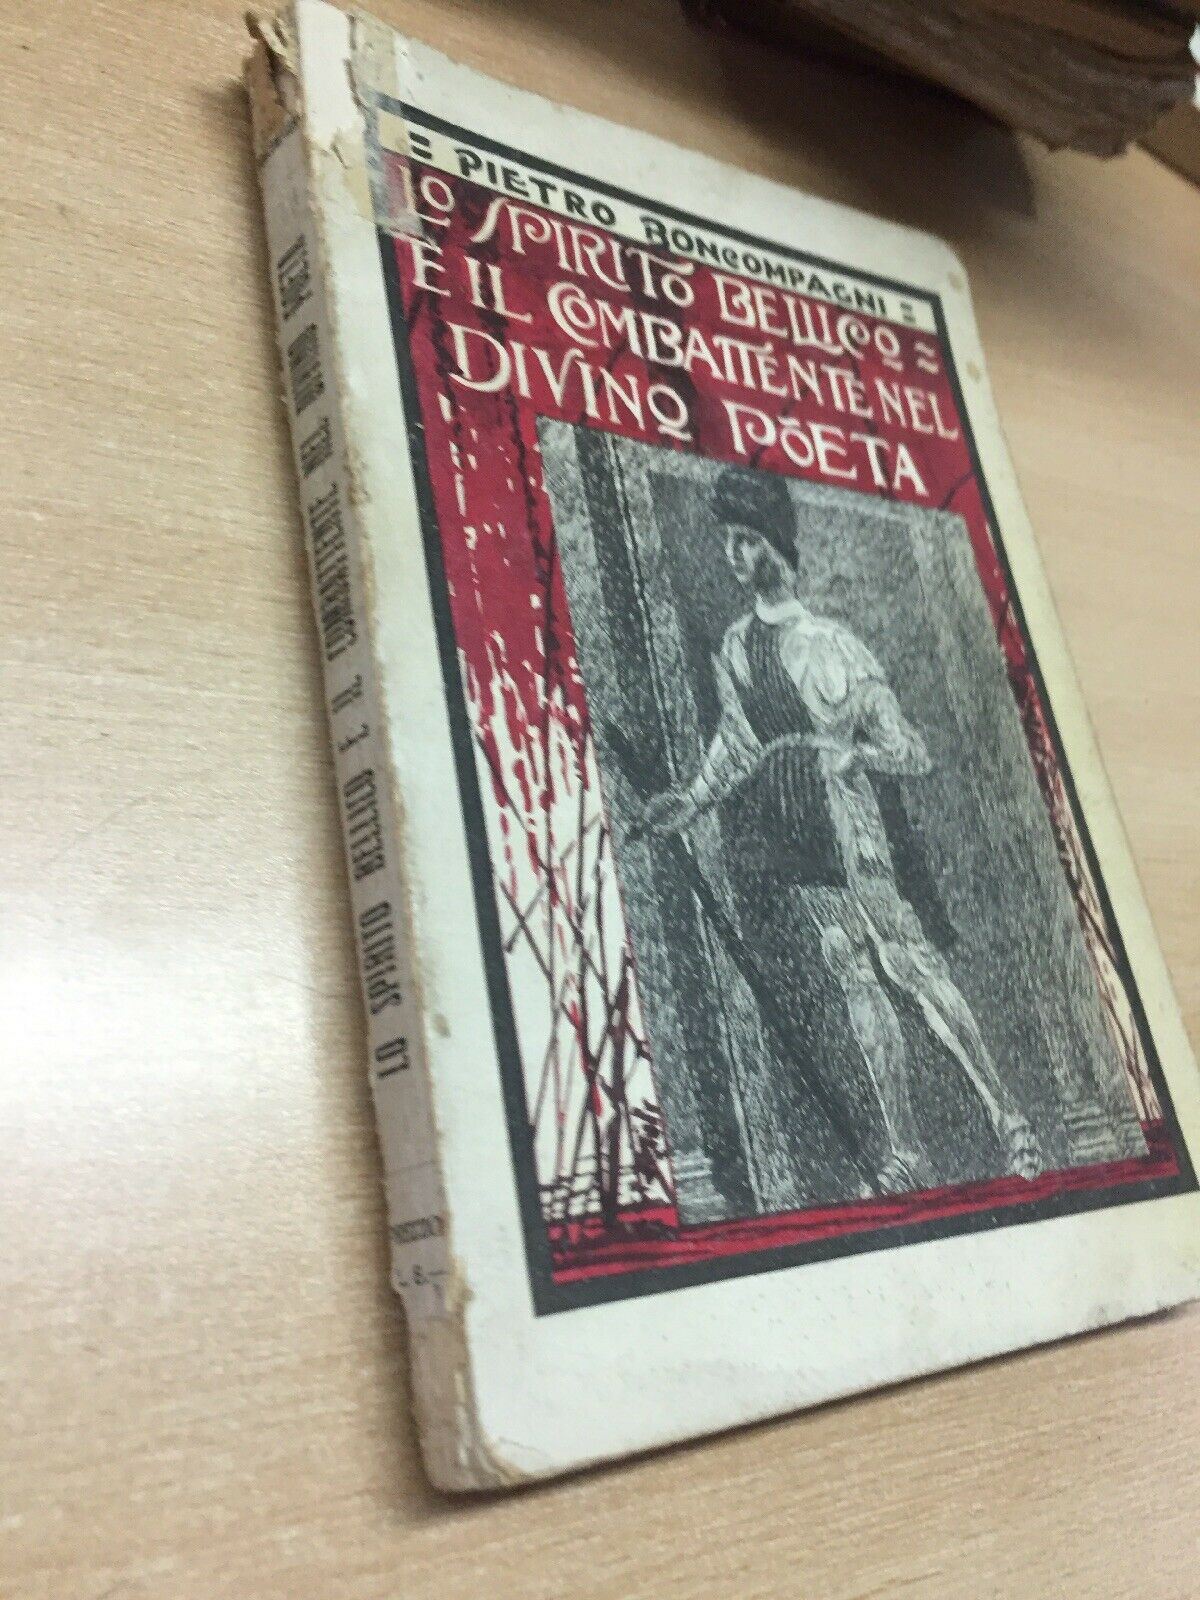 = PIETRO BONCOMPAGNI =
LO SPIRITO BELLICO =
E IL COMBATTENTE NEL
DIVINO POETA
LO SPIRITO BELLICO E IL COMBATTENTE NEL DIVINO POETA